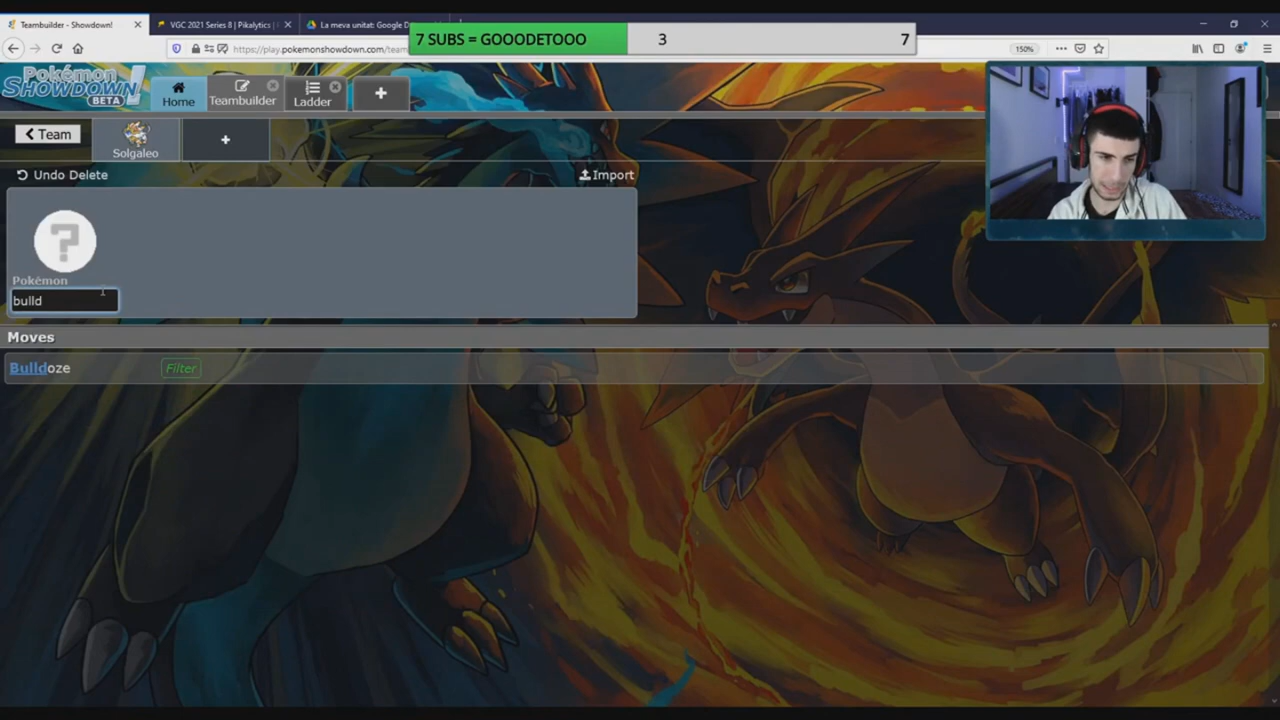 Teambuilder - Showdown!
VGC 2021 Series 8 | Pikalytics |
La meva unitat: Google D
7 SUBS = GOOODETOOO 3 7
https://play.pokemonshowdown.com/team
150%
Pokémon
SHOWDOWN!
BETA
Home
Teambuilder
Ladder
Team
Solgaleo
Undo Delete
Import
Pokémon
bulld
Moves
Bulldoze
Filter